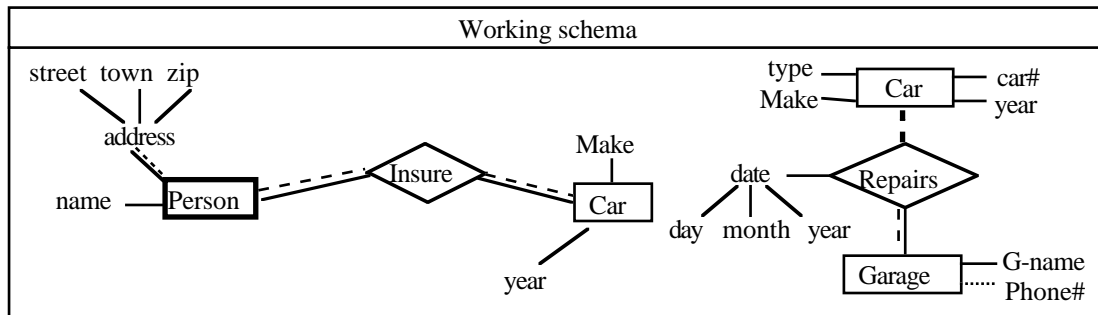 Working schema
street town zip
address
name
Person
Insure
Make
Car
year
type
Make
Car
car#
year
date
day month year
Repairs
Garage
G-name
Phone#